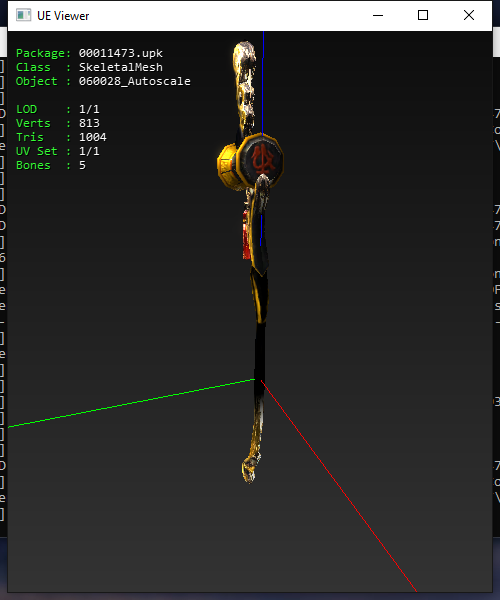 UE Viewer
Package: 00011473.upk
Class : SkeletalMesh
Object : 060028_Autoscale
LOD : 1/1
Verts : 813
Tris : 1004
UV Set : 1/1
Bones : 5